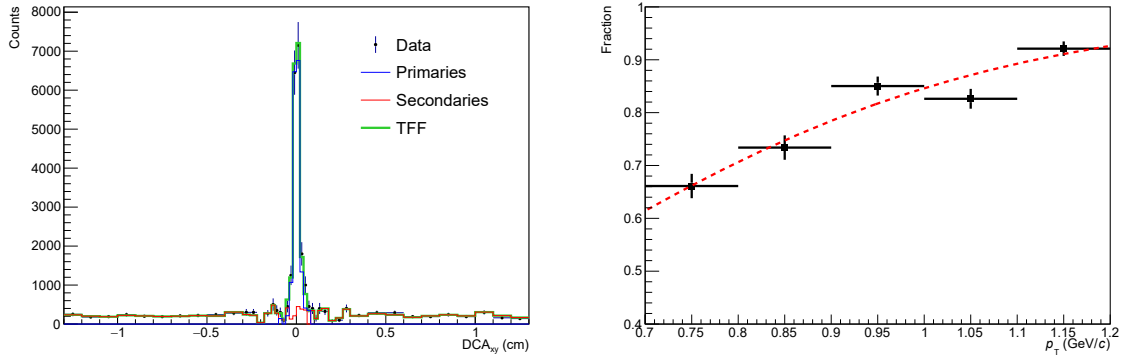 Counts
8000
7000
6000
5000
4000
3000
2000
1000
0
Data
Primaries
Secondaries
TFF
−1 −0.5 0 0.5 1
DCAxy (cm)
Fraction
1
0.9
0.8
0.7
0.6
0.5
0.4
0.7 0.75 0.8 0.85 0.9 0.95 1 1.05 1.1 1.15 1.2
pT (GeV/c)